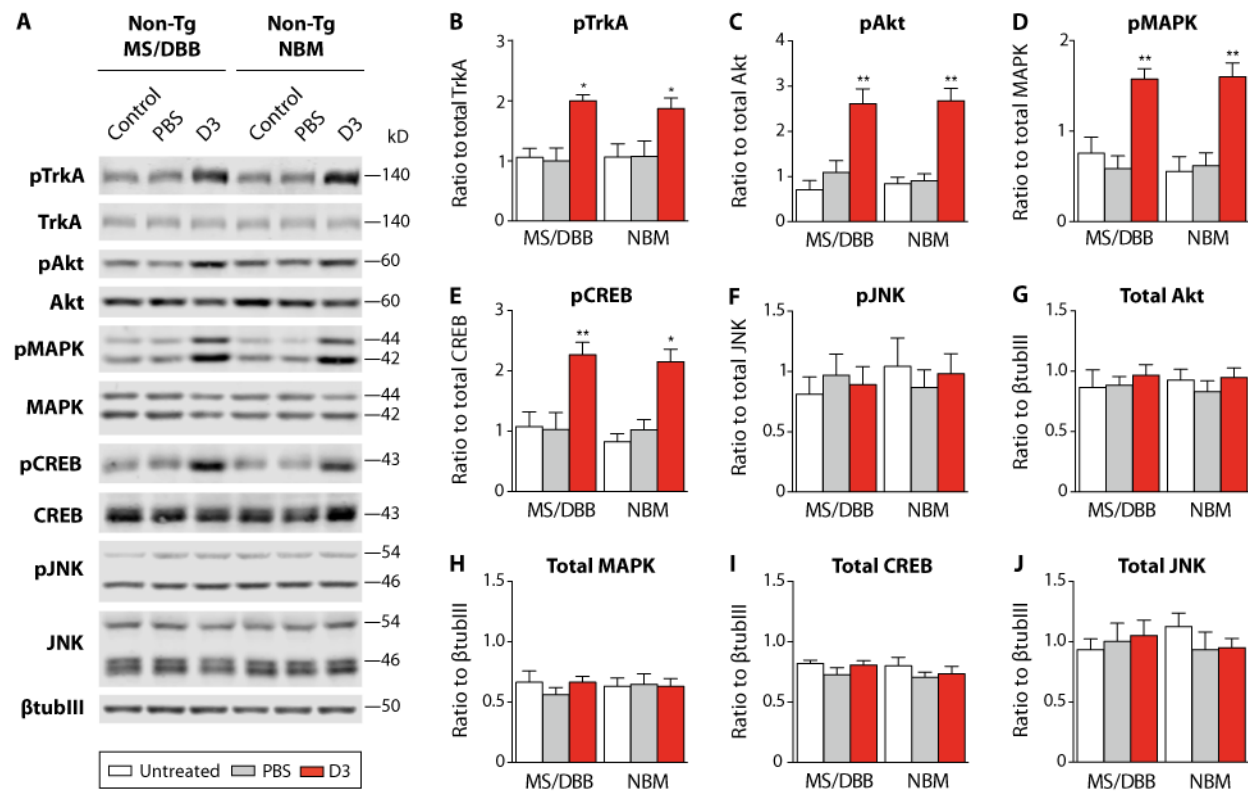 A
Non-Tg
MS/DBB
Non-Tg
NBM
Control
PBS
D3
Control
PBS
D3
kD
pTrkA
140
TrkA
140
pAkt
60
Akt
60
pMAPK
44
42
MAPK
44
42
pCREB
43
CREB
43
pJNK
54
46
JNK
54
46
βtubIII
50
Untreated PBS D3
B
pTrkA
Ratio to total TrkA
3
2
1
0
*
*
MS/DBB NBM
C
pAkt
Ratio to total Akt
4
3
2
1
0
**
**
MS/DBB NBM
D
pMAPK
Ratio to total MAPK
2
1
0
**
**
MS/DBB NBM
E
pCREB
Ratio to total CREB
3
2
1
0
**
*
MS/DBB NBM
F
pJNK
Ratio to total JNK
1.5
1
0.5
0
MS/DBB NBM
G
Total Akt
Ratio to βtubIII
1.5
1.0
0.5
0
MS/DBB NBM
H
Total MAPK
Ratio to βtubIII
1.5
1.0
0.5
0
MS/DBB NBM
I
Total CREB
Ratio to βtubIII
1.5
1.0
0.5
0
MS/DBB NBM
J
Total JNK
Ratio to βtubIII
1.5
1.0
0.5
0
MS/DBB NBM